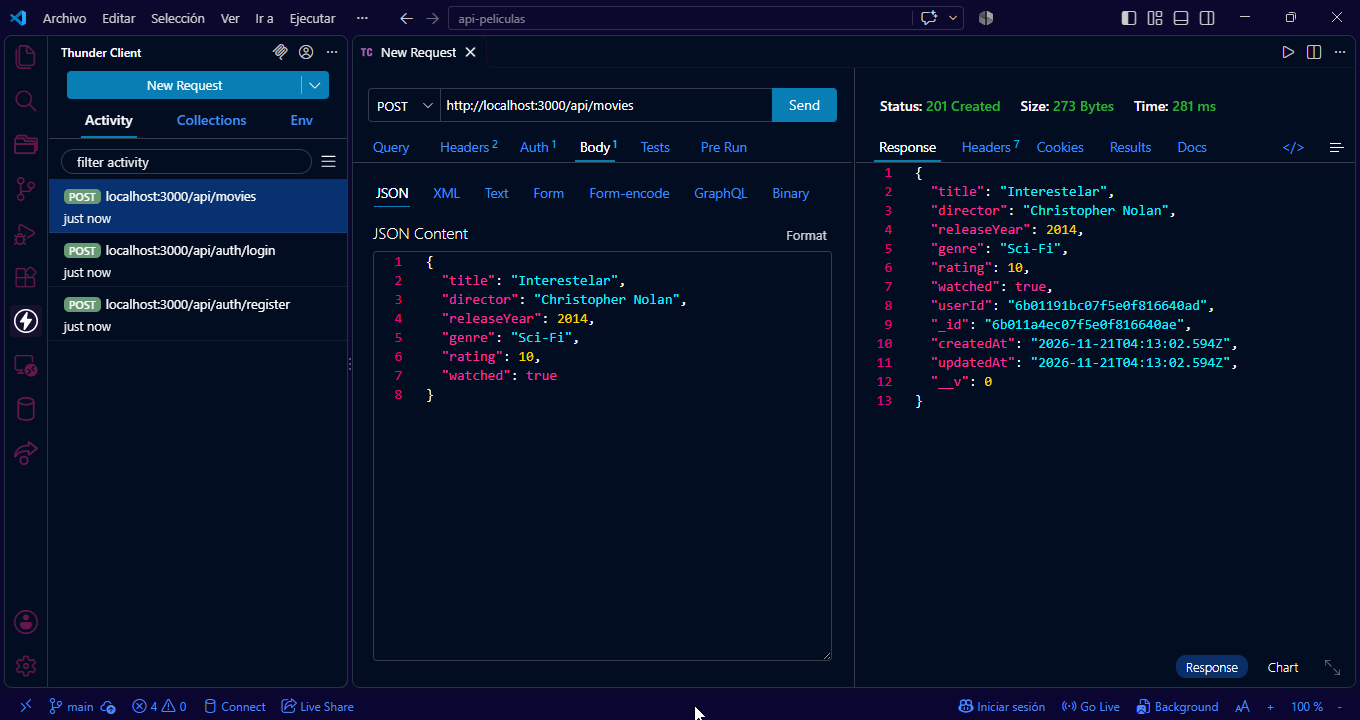 Archivo Editar Selección Ver Ir a Ejecutar ··· api-peliculas
Thunder Client
New Request
Activity Collections Env
filter activity
POST localhost:3000/api/movies
just now
POST localhost:3000/api/auth/login
just now
POST localhost:3000/api/auth/register
just now
TC New Request
POST http://localhost:3000/api/movies Send
Query Headers 2 Auth 1 Body 1 Tests Pre Run
JSON XML Text Form Form-encode GraphQL Binary
JSON Content Format
1 {
2 "title": "Interestelar",
3 "director": "Christopher Nolan",
4 "releaseYear": 2014,
5 "genre": "Sci-Fi",
6 "rating": 10,
7 "watched": true
8 }
Status: 201 Created Size: 273 Bytes Time: 281 ms
Response Headers 7 Cookies Results Docs </>
1 {
2 "title": "Interestelar",
3 "director": "Christopher Nolan",
4 "releaseYear": 2014,
5 "genre": "Sci-Fi",
6 "rating": 10,
7 "watched": true,
8 "userId": "6b01191bc07f5e0f816640ad",
9 "_id": "6b011a4ec07f5e0f816640ae",
10 "createdAt": "2026-11-21T04:13:02.594Z",
11 "updatedAt": "2026-11-21T04:13:02.594Z",
12 "__v": 0
13 }
Response Chart
main 4 0 Connect Live Share Iniciar sesión Go Live Background AA + 100 % -